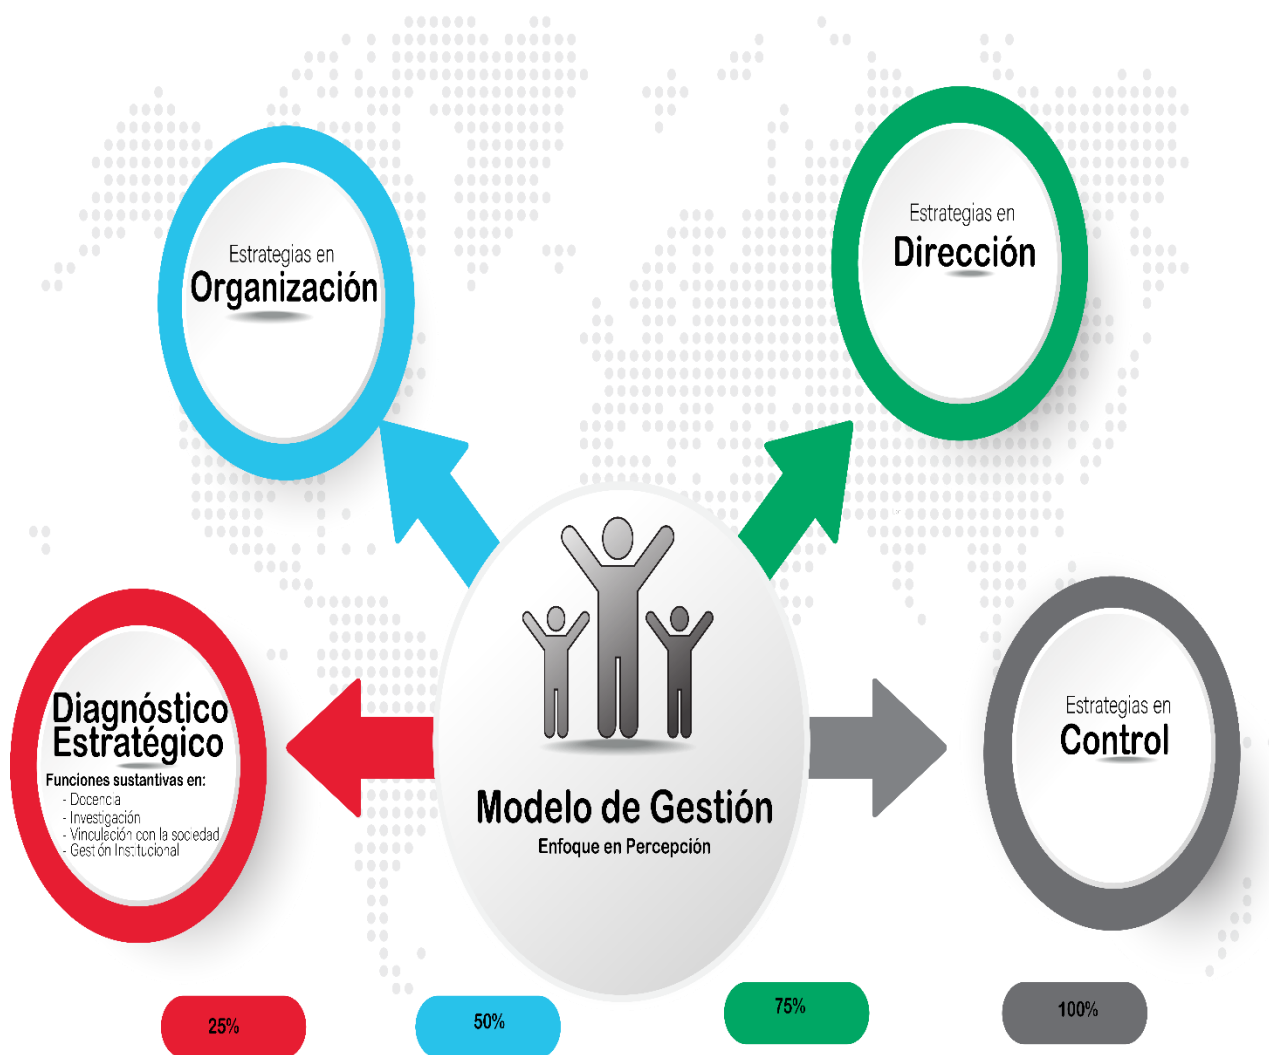 Estrategias en
Organización
Estrategias en
Dirección
Diagnóstico
Estratégico
Funciones sustantivas en:
- Docencia
- Investigación
- Vinculación con la sociedad
- Gestión Institucional
Modelo de Gestión
Enfoque en Percepción
Estrategias en
Control
25%
50%
75%
100%